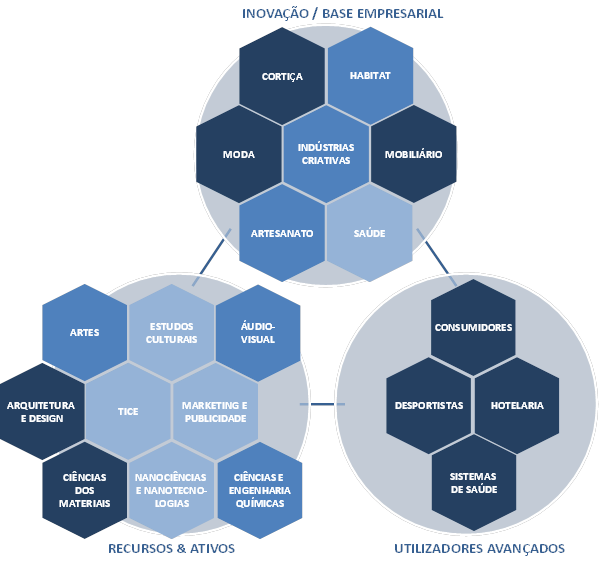 INOVAÇÃO / BASE EMPRESARIAL
CORTIÇA
HABITAT
MODA
INDÚSTRIAS
CRIATIVAS
MOBILIÁRIO
ARTESANATO
SAÚDE
ARTES
ESTUDOS
CULTURAIS
ÁUDIO-
VISUAL
ARQUITETURA
E DESIGN
TICE
MARKETING E
PUBLICIDADE
CIÊNCIAS
DOS
MATERIAIS
NANOCIÊNCIAS
E NANOTECNO-
LOGIAS
CIÊNCIAS E
ENGENHARIA
QUÍMICAS
RECURSOS & ATIVOS
CONSUMIDORES
DESPORTISTAS
HOTELARIA
SISTEMAS
DE SAÚDE
UTILIZADORES AVANÇADOS